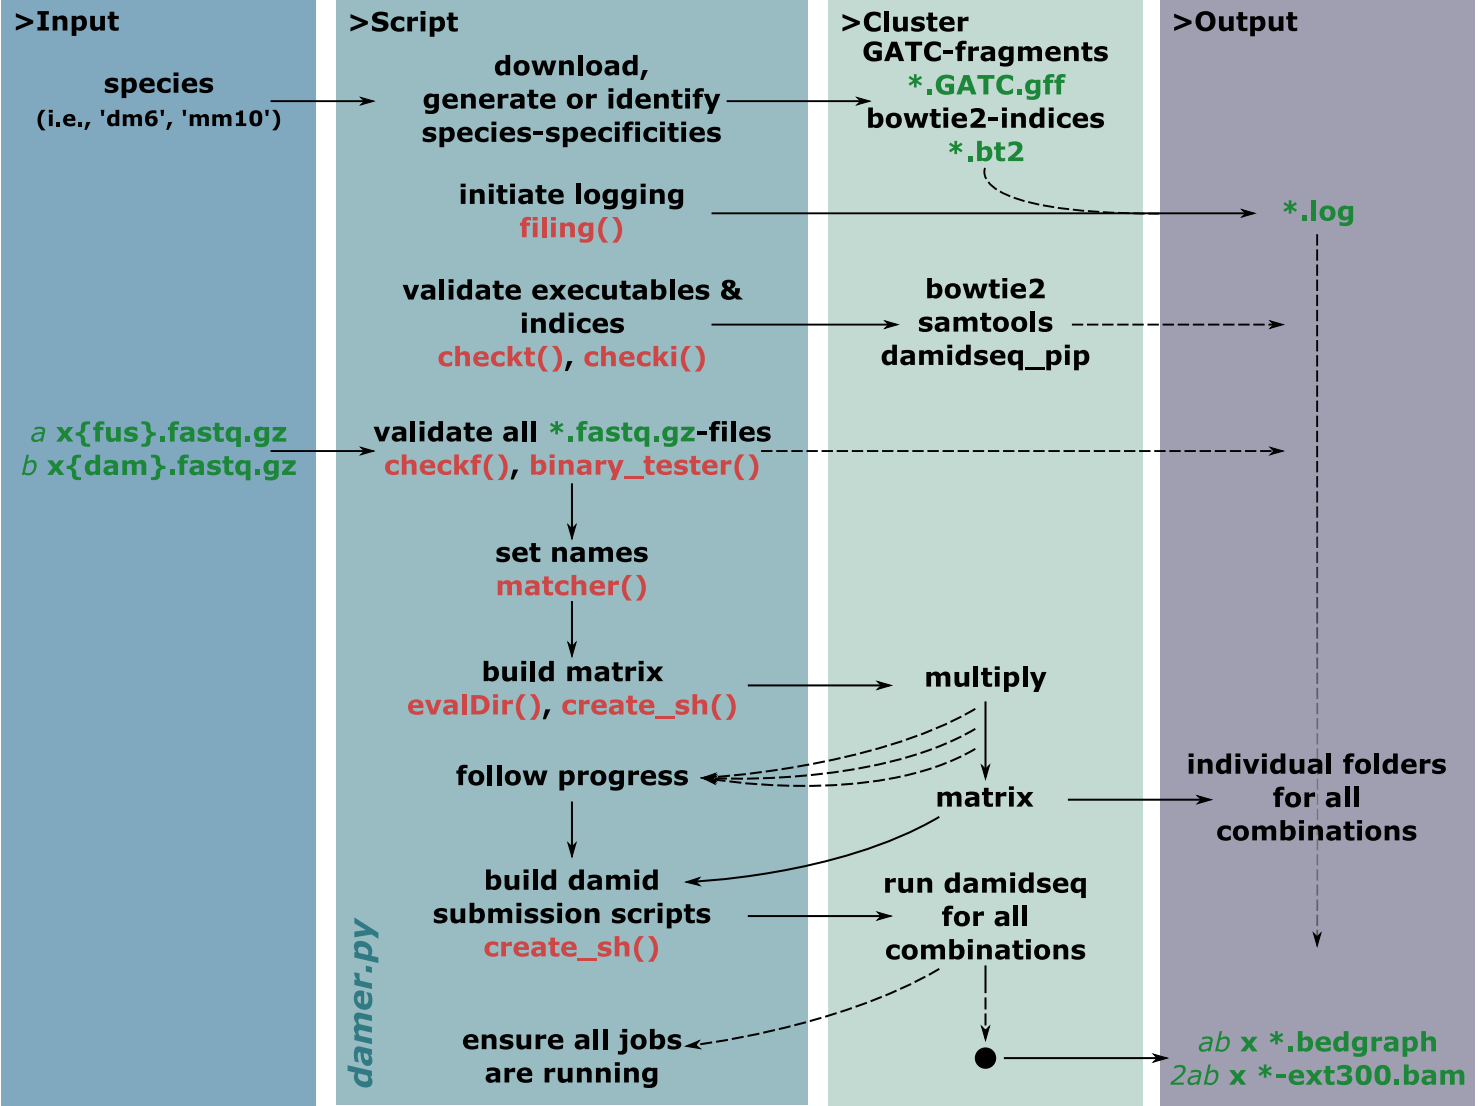 >Input
>Script
>Cluster
>Output
species
(i.e., 'dm6', 'mm10')
download,
generate or identify
species-specificities
GATC-fragments
*.GATC.gff
bowtie2-indices
*.bt2
initiate logging
filing()
*.log
validate executables &
indices
checkt(), checki()
bowtie2
samtools
damidseq_pip
a x{fus}.fastq.gz
b x{dam}.fastq.gz
validate all *.fastq.gz-files
checkf(), binary_tester()
set names
matcher()
build matrix
evalDir(), create_sh()
multiply
follow progress
matrix
individual folders
for all
combinations
build damid
submission scripts
create_sh()
run damidseq
for all
combinations
damer.py
ensure all jobs
are running
ab x *.bedgraph
2ab x *-ext300.bam